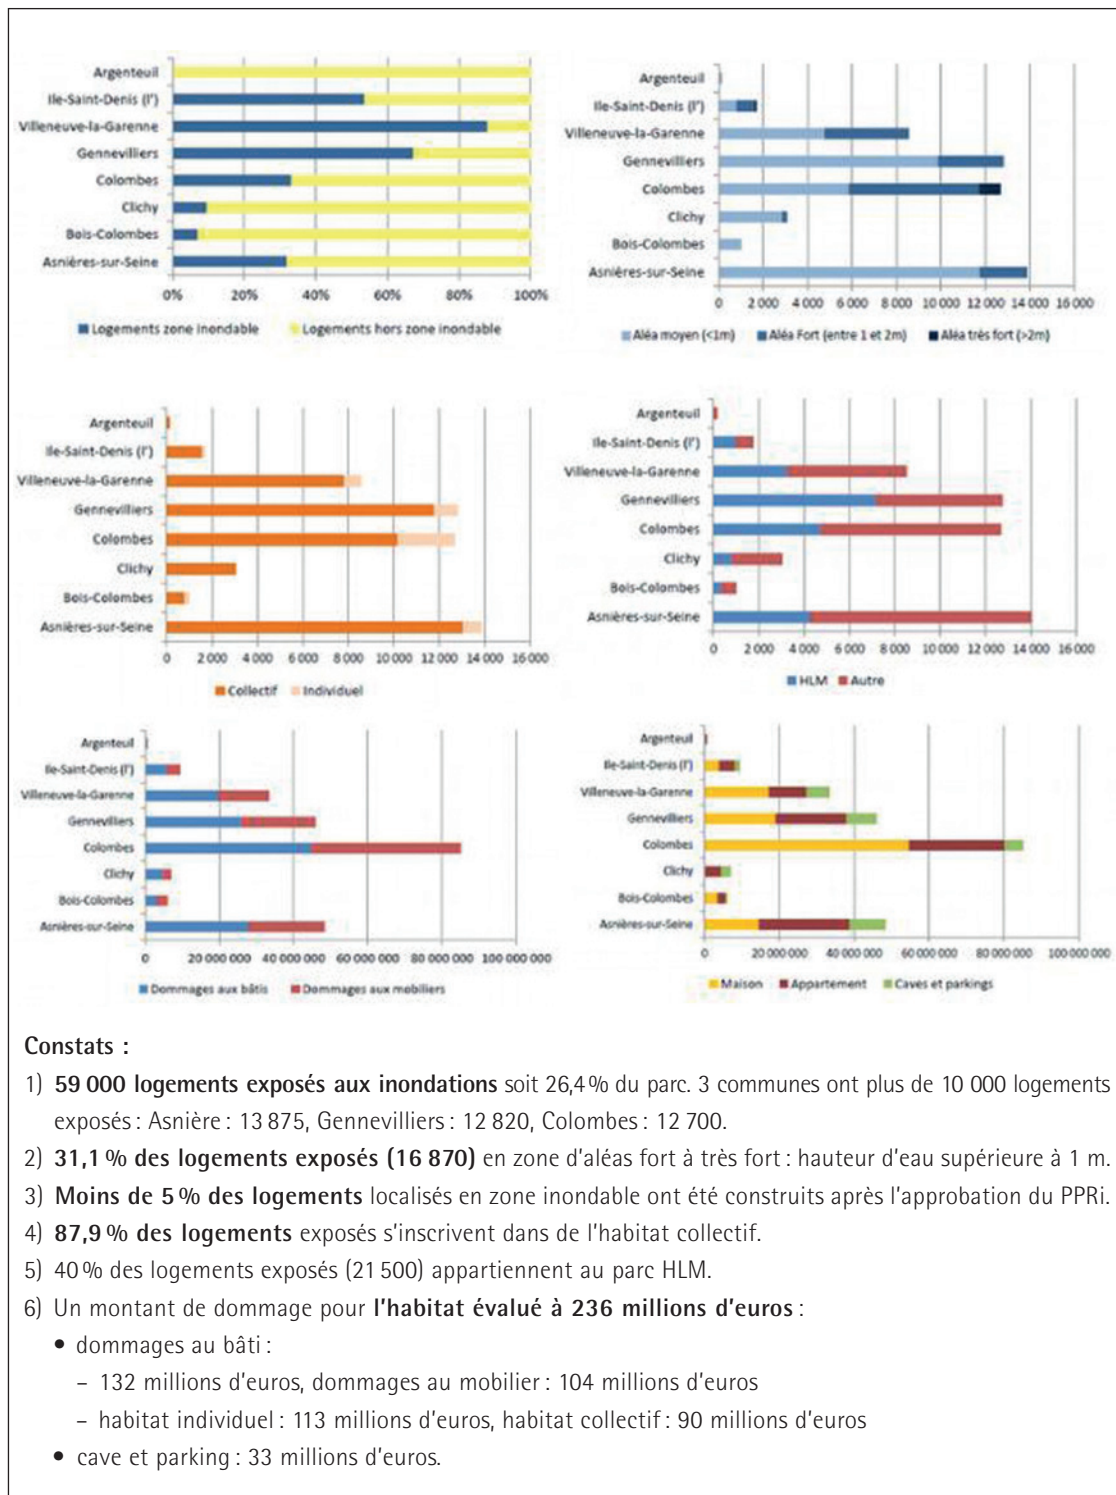 Argenteuil
Ile-Saint-Denis (l')
Villeneuve-la-Garenne
Gennevilliers
Colombes
Clichy
Bois-Colombes
Asnières-sur-Seine
0% 20% 40% 60% 80% 100%
Logements zone inondable Logements hors zone inondable
Argenteuil
Ile-Saint-Denis (l')
Villeneuve-la-Garenne
Gennevilliers
Colombes
Clichy
Bois-Colombes
Asnières-sur-Seine
0 2 000 4 000 6 000 8 000 10 000 12 000 14 000 16 000
Aléa moyen (<1m) Aléa Fort (entre 1 et 2m) Aléa très fort (>2m)
Argenteuil
Ile-Saint-Denis (l')
Villeneuve-la-Garenne
Gennevilliers
Colombes
Clichy
Bois-Colombes
Asnières-sur-Seine
0 2 000 4 000 6 000 8 000 10 000 12 000 14 000 16 000
Collectif Individuel
Argenteuil
Ile-Saint-Denis (l')
Villeneuve-la-Garenne
Gennevilliers
Colombes
Clichy
Bois-Colombes
Asnières-sur-Seine
0 2 000 4 000 6 000 8 000 10 000 12 000 14 000 16 000
HLM Autre
Argenteuil
Ile-Saint-Denis (l')
Villeneuve-la-Garenne
Gennevilliers
Colombes
Clichy
Bois-Colombes
Asnières-sur-Seine
0 20 000 000 40 000 000 60 000 000 80 000 000 100 000 000
Dommages aux bâtis Dommages aux mobiliers
Argenteuil
Ile-Saint-Denis (l')
Villeneuve-la-Garenne
Gennevilliers
Colombes
Clichy
Bois-Colombes
Asnières-sur-Seine
0 20 000 000 40 000 000 60 000 000 80 000 000 100 000 000
Maison Appartement Caves et parkings
Constats :
1) 59 000 logements exposés aux inondations soit 26,4 % du parc. 3 communes ont plus de 10 000 logements
exposés : Asnière : 13 875, Gennevilliers : 12 820, Colombes : 12 700.
2) 31,1 % des logements exposés (16 870) en zone d'aléas fort à très fort : hauteur d'eau supérieure à 1 m.
3) Moins de 5 % des logements localisés en zone inondable ont été construits après l'approbation du PPRi.
4) 87,9 % des logements exposés s'inscrivent dans de l'habitat collectif.
5) 40 % des logements exposés (21 500) appartiennent au parc HLM.
6) Un montant de dommage pour l'habitat évalué à 236 millions d'euros :
• dommages au bâti :
– 132 millions d'euros, dommages au mobilier : 104 millions d'euros
– habitat individuel : 113 millions d'euros, habitat collectif : 90 millions d'euros
• cave et parking : 33 millions d'euros.